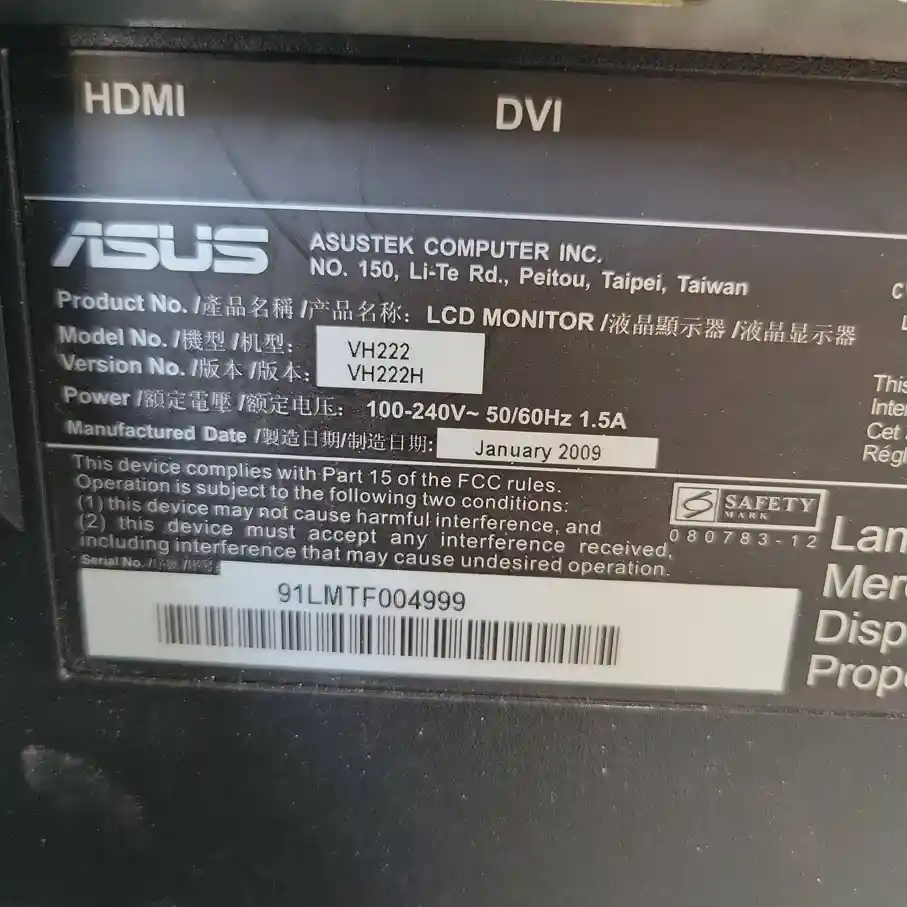 HDMI
DVI
ASUS
ASUSTEK COMPUTER INC.
NO. 150, Li-Te Rd., Peitou, Taipei, Taiwan
Product No. /產品名稱 /产品名称: LCD MONITOR /液晶顯示器 /液晶显示器
Model No. /機型 /机型: VH222
Version No. /版本 /版本: VH222H
Power /額定電壓 /额定电压: 100-240V~ 50/60Hz 1.5A
Manufactured Date /製造日期/制造日期: January 2009
This device complies with Part 15 of the FCC rules.
Operation is subject to the following two conditions:
(1) this device may not cause harmful interference, and
(2) this device must accept any interference received,
including interference that may cause undesired operation.
SAFETY
MARK
080783-12
Serial No.
91LMTF004999
This
Cet